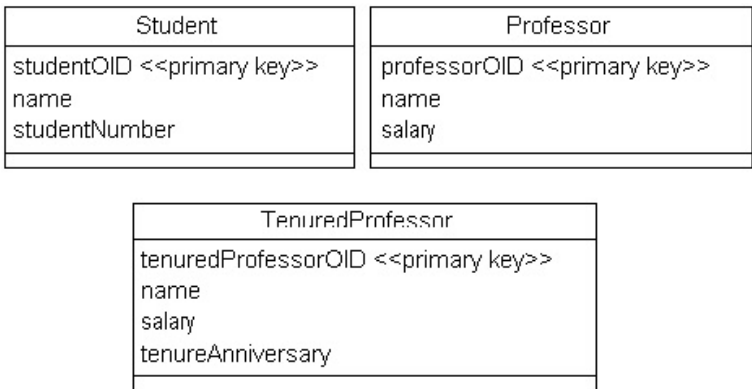 Student
studentOID <<primary key>>
name
studentNumber
Professor
professorOID <<primary key>>
name
salary
TenuredProfessor
tenuredProfessorOID <<primary key>>
name
salary
tenureAnniversary